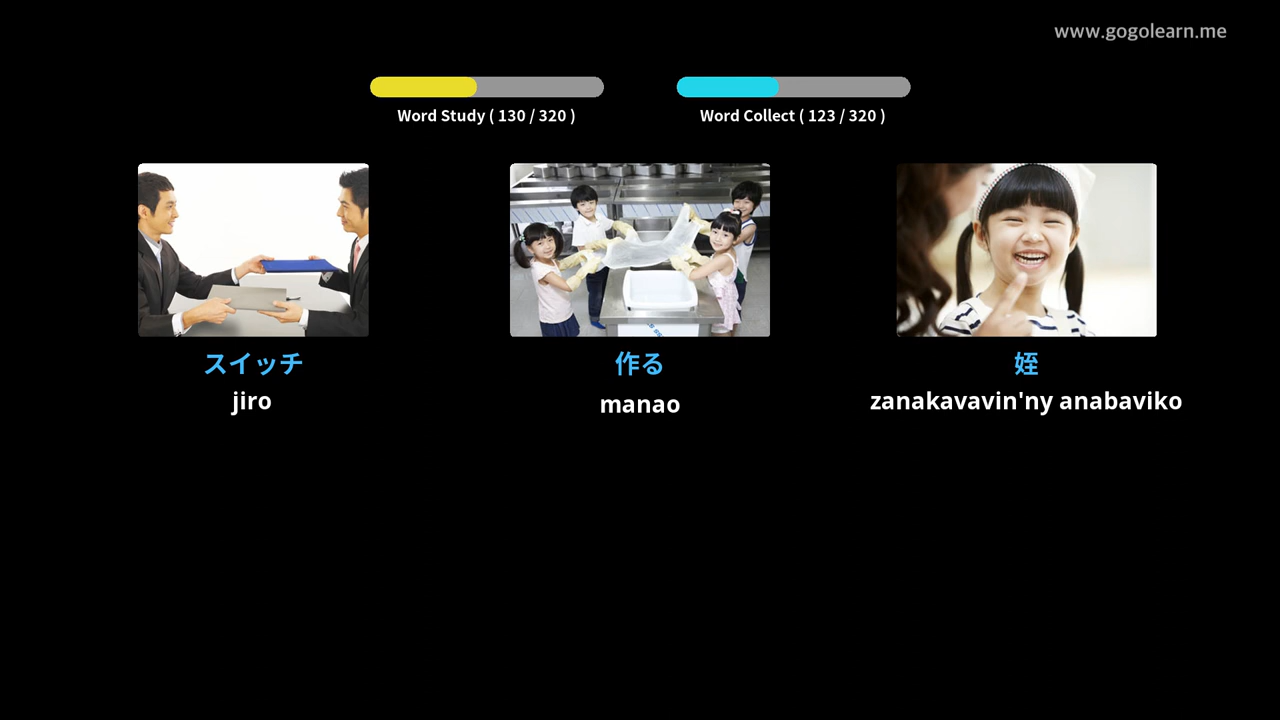 www.gogolearn.me
Word Study ( 130 / 320 )
Word Collect ( 123 / 320 )
スイッチ
jiro
作る
manao
姪
zanakavavin'ny anabaviko